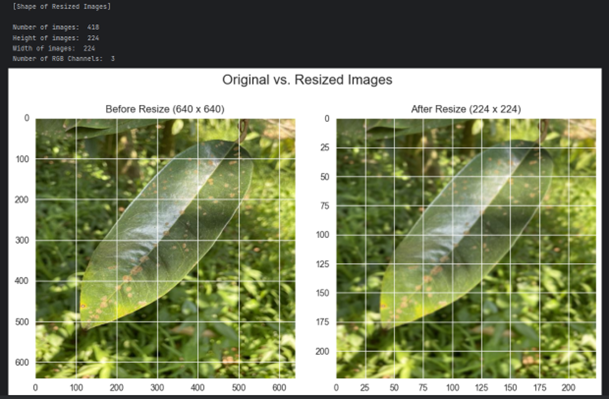 [Shape of Resized Images]
Number of images: 418
Height of images: 224
Width of images: 224
Number of RGB Channels: 3
Original vs. Resized Images
Before Resize (640 x 640)
After Resize (224 x 224)
0
100
200
300
400
500
600
0 100 200 300 400 500 600
0
25
50
75
100
125
150
175
200
0 25 50 75 100 125 150 175 200